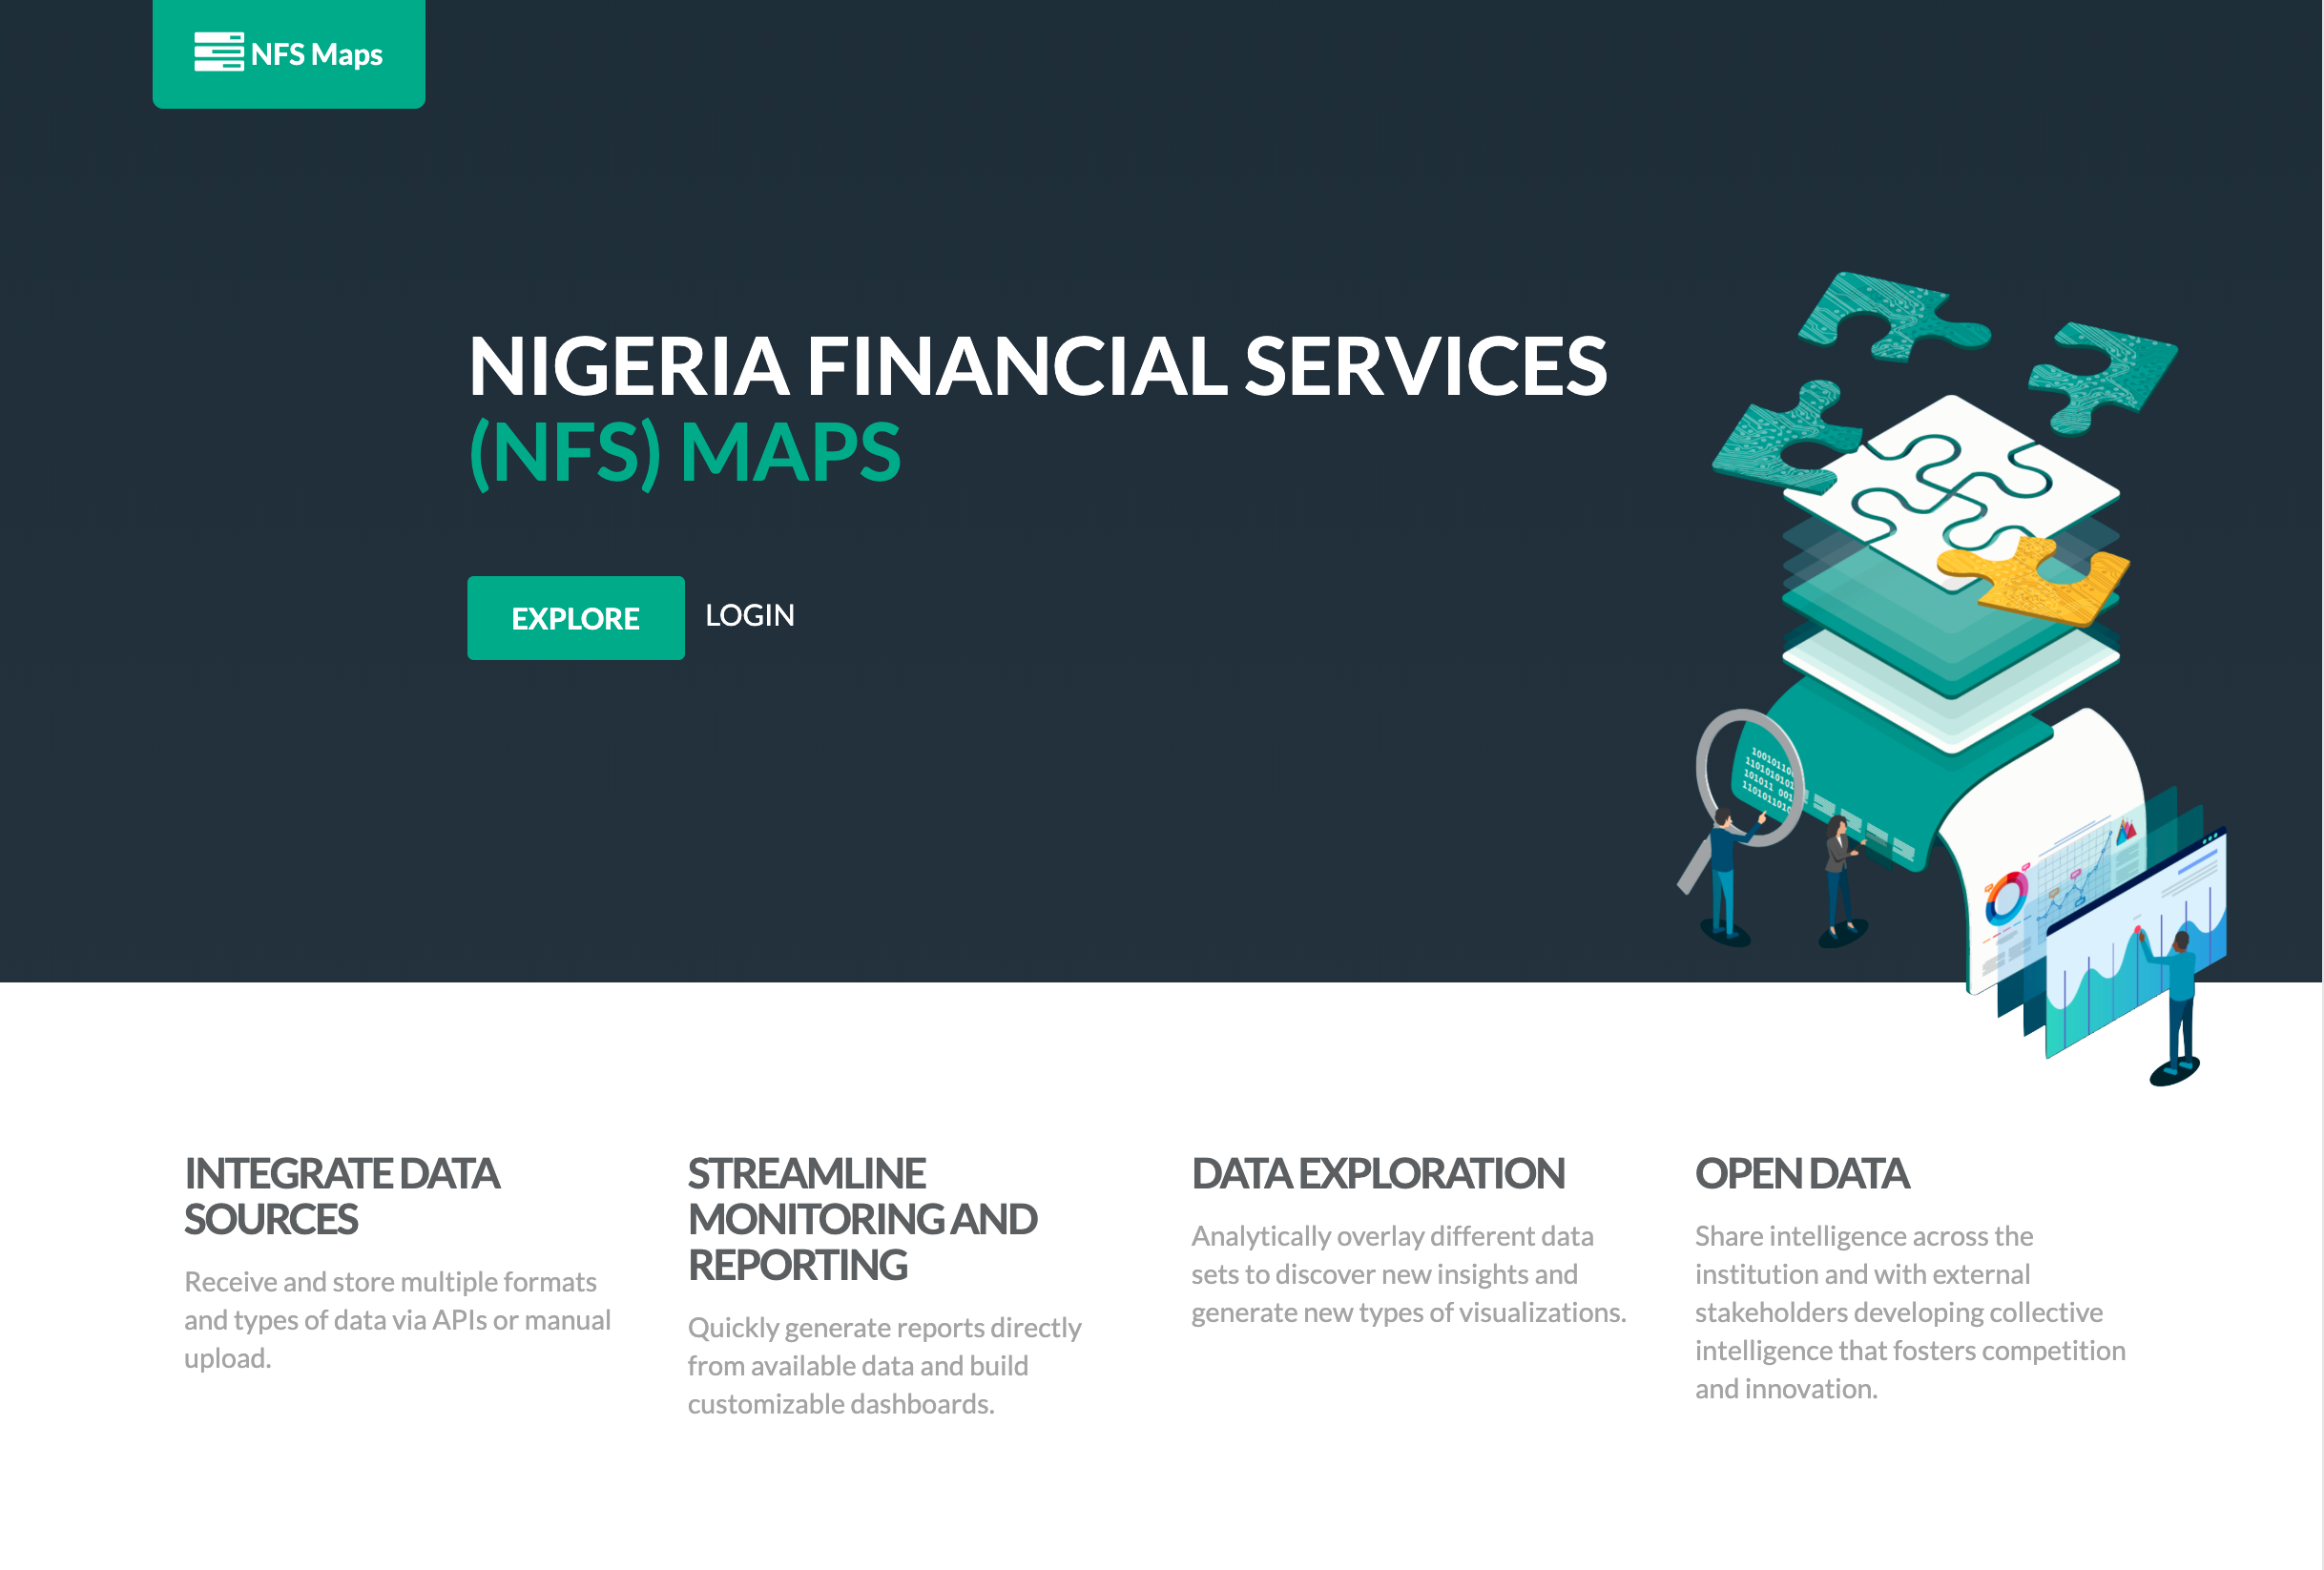 NFS Maps
NIGERIA FINANCIAL SERVICES
(NFS) MAPS
EXPLORE
LOGIN
INTEGRATE DATA
SOURCES
Receive and store multiple formats
and types of data via APIs or manual
upload.
STREAMLINE
MONITORING AND
REPORTING
Quickly generate reports directly
from available data and build
customizable dashboards.
DATA EXPLORATION
Analytically overlay different data
sets to discover new insights and
generate new types of visualizations.
OPEN DATA
Share intelligence across the
institution and with external
stakeholders developing collective
intelligence that fosters competition
and innovation.